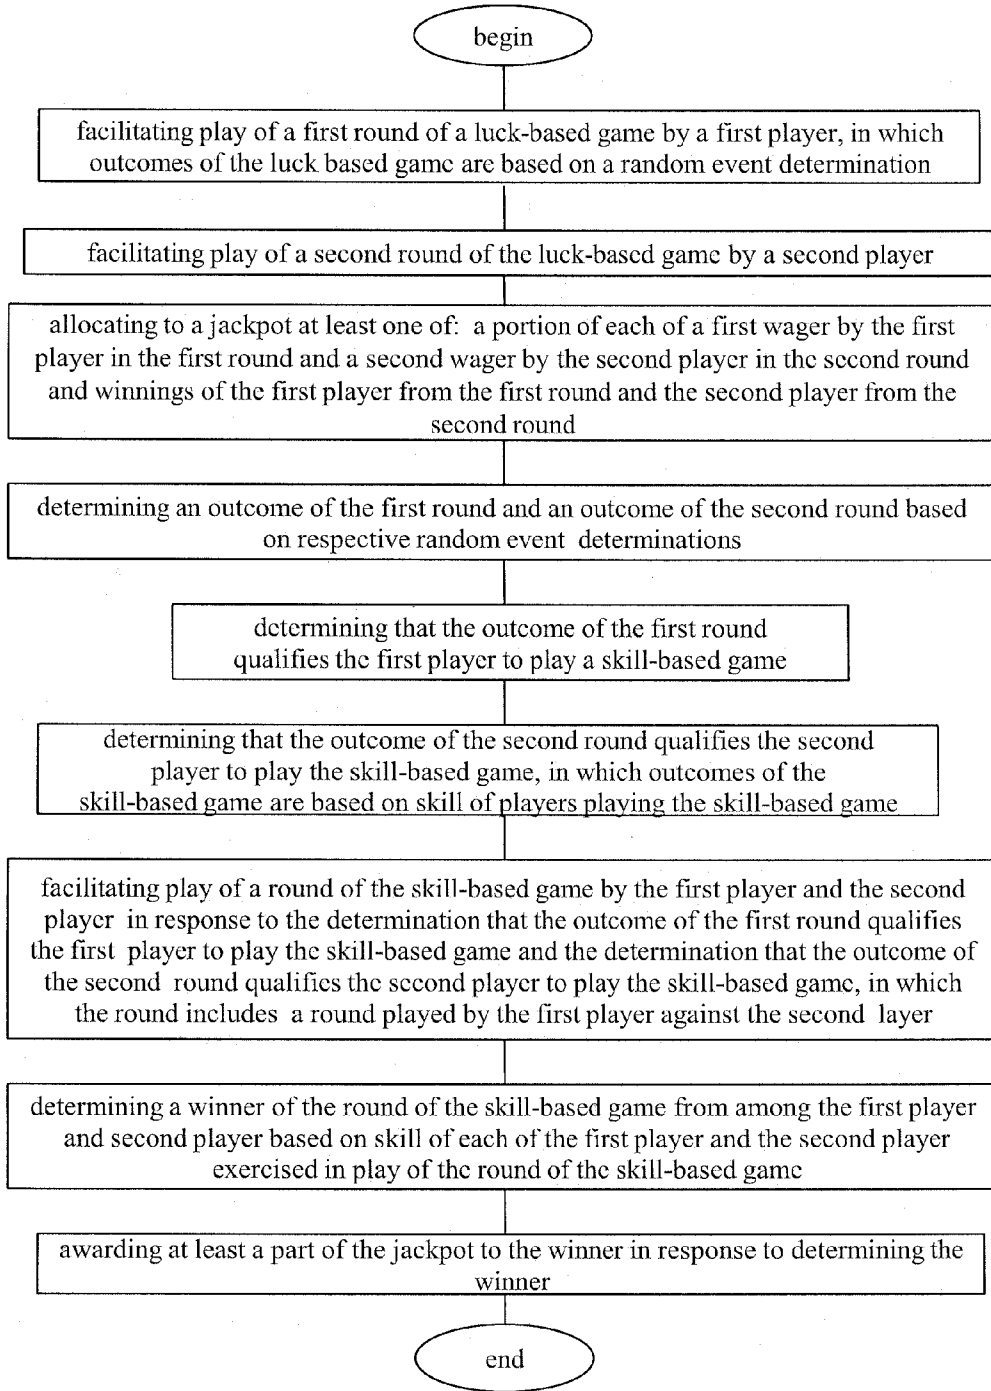 begin
facilitating play of a first round of a luck-based game by a first player, in which
outcomes of the luck based game are based on a random event determination
facilitating play of a second round of the luck-based game by a second player
allocating to a jackpot at least one of: a portion of each of a first wager by the first
player in the first round and a second wager by the second player in the second round
and winnings of the first player from the first round and the second player from the
second round
determining an outcome of the first round and an outcome of the second round based
on respective random event determinations
determining that the outcome of the first round
qualifies the first player to play a skill-based game
determining that the outcome of the second round qualifies the second
player to play the skill-based game, in which outcomes of the
skill-based game are based on skill of players playing the skill-based game
facilitating play of a round of the skill-based game by the first player and the second
player in response to the determination that the outcome of the first round qualifies
the first player to play the skill-based game and the determination that the outcome of
the second round qualifies the second player to play the skill-based game, in which
the round includes a round played by the first player against the second layer
determining a winner of the round of the skill-based game from among the first player
and second player based on skill of each of the first player and the second player
exercised in play of the round of the skill-based game
awarding at least a part of the jackpot to the winner in response to determining the
winner
end